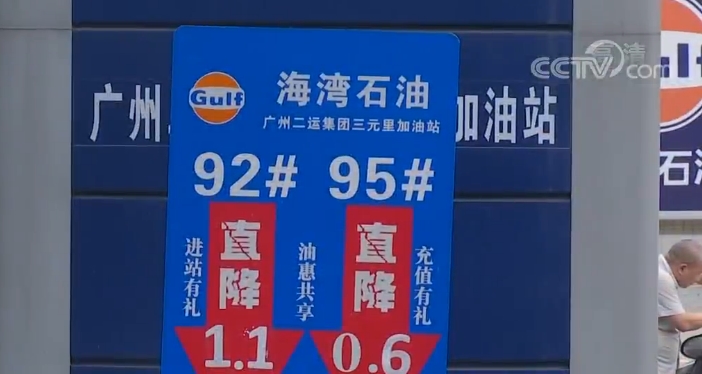 CCTV.com 高清
Gulf
Gulf
海湾石油
广州二运集团三元里加油站
广州
加油站
石
92# 95#
直降
1.1
直降
0.6
进站有礼
油惠共享
充值有礼